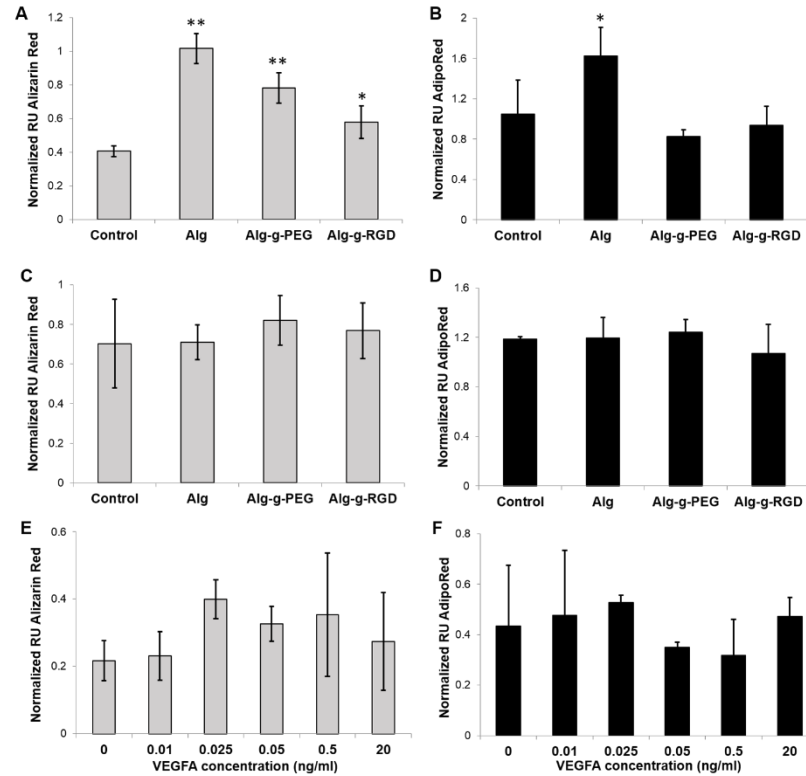 A
Normalized RU Alizarin Red
1.2
1
0.8
0.6
0.4
0.2
0
**
**
*
Control Alg Alg-g-PEG Alg-g-RGD
B
Normalized RU AdipoRed
2
1.6
1.2
0.8
0.4
0
*
Control Alg Alg-g-PEG Alg-g-RGD
C
Normalized RU Alizarin Red
1
0.8
0.6
0.4
0.2
0
Control Alg Alg-g-PEG Alg-g-RGD
D
Normalized RU AdipoRed
2
1.6
1.2
0.8
0.4
0
Control Alg Alg-g-PEG Alg-g-RGD
E
Normalized RU Alizarin Red
0.6
0.4
0.2
0
0 0.01 0.025 0.05 0.5 20
VEGFA concentration (ng/ml)
F
Normalized RU AdipoRed
0.8
0.6
0.4
0.2
0
0 0.01 0.025 0.05 0.5 20
VEGFA concentration (ng/ml)